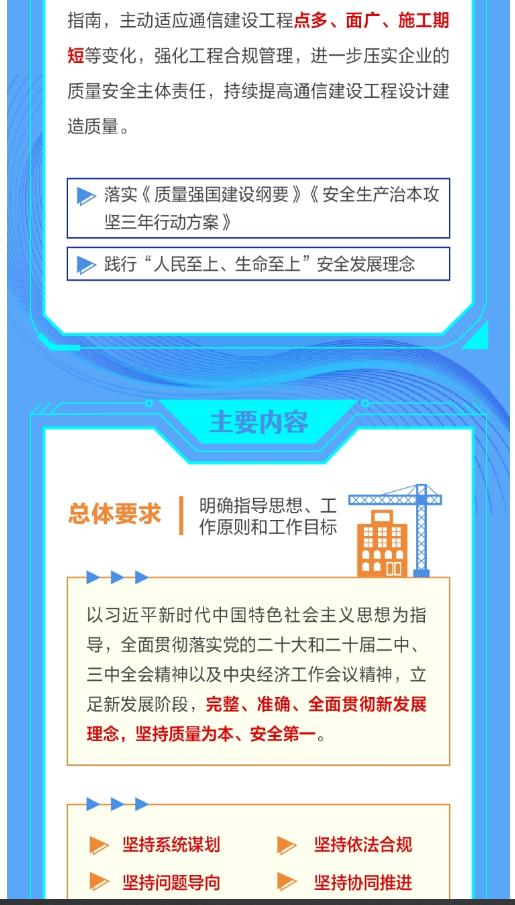 指南，主动适应通信建设工程点多、面广、施工期
短等变化，强化工程合规管理，进一步压实企业的
质量安全主体责任，持续提高通信建设工程设计建
造质量。
落实《质量强国建设纲要》《安全生产治本攻
坚三年行动方案》
践行“人民至上、生命至上”安全发展理念
主要内容
总体要求
明确指导思想、工
作原则和工作目标
以习近平新时代中国特色社会主义思想为指
导，全面贯彻落实党的二十大和二十届二中、
三中全会精神以及中央经济工作会议精神，立
足新发展阶段，完整、准确、全面贯彻新发展
理念，坚持质量为本、安全第一。
坚持系统谋划
坚持依法合规
坚持问题导向
坚持协同推进